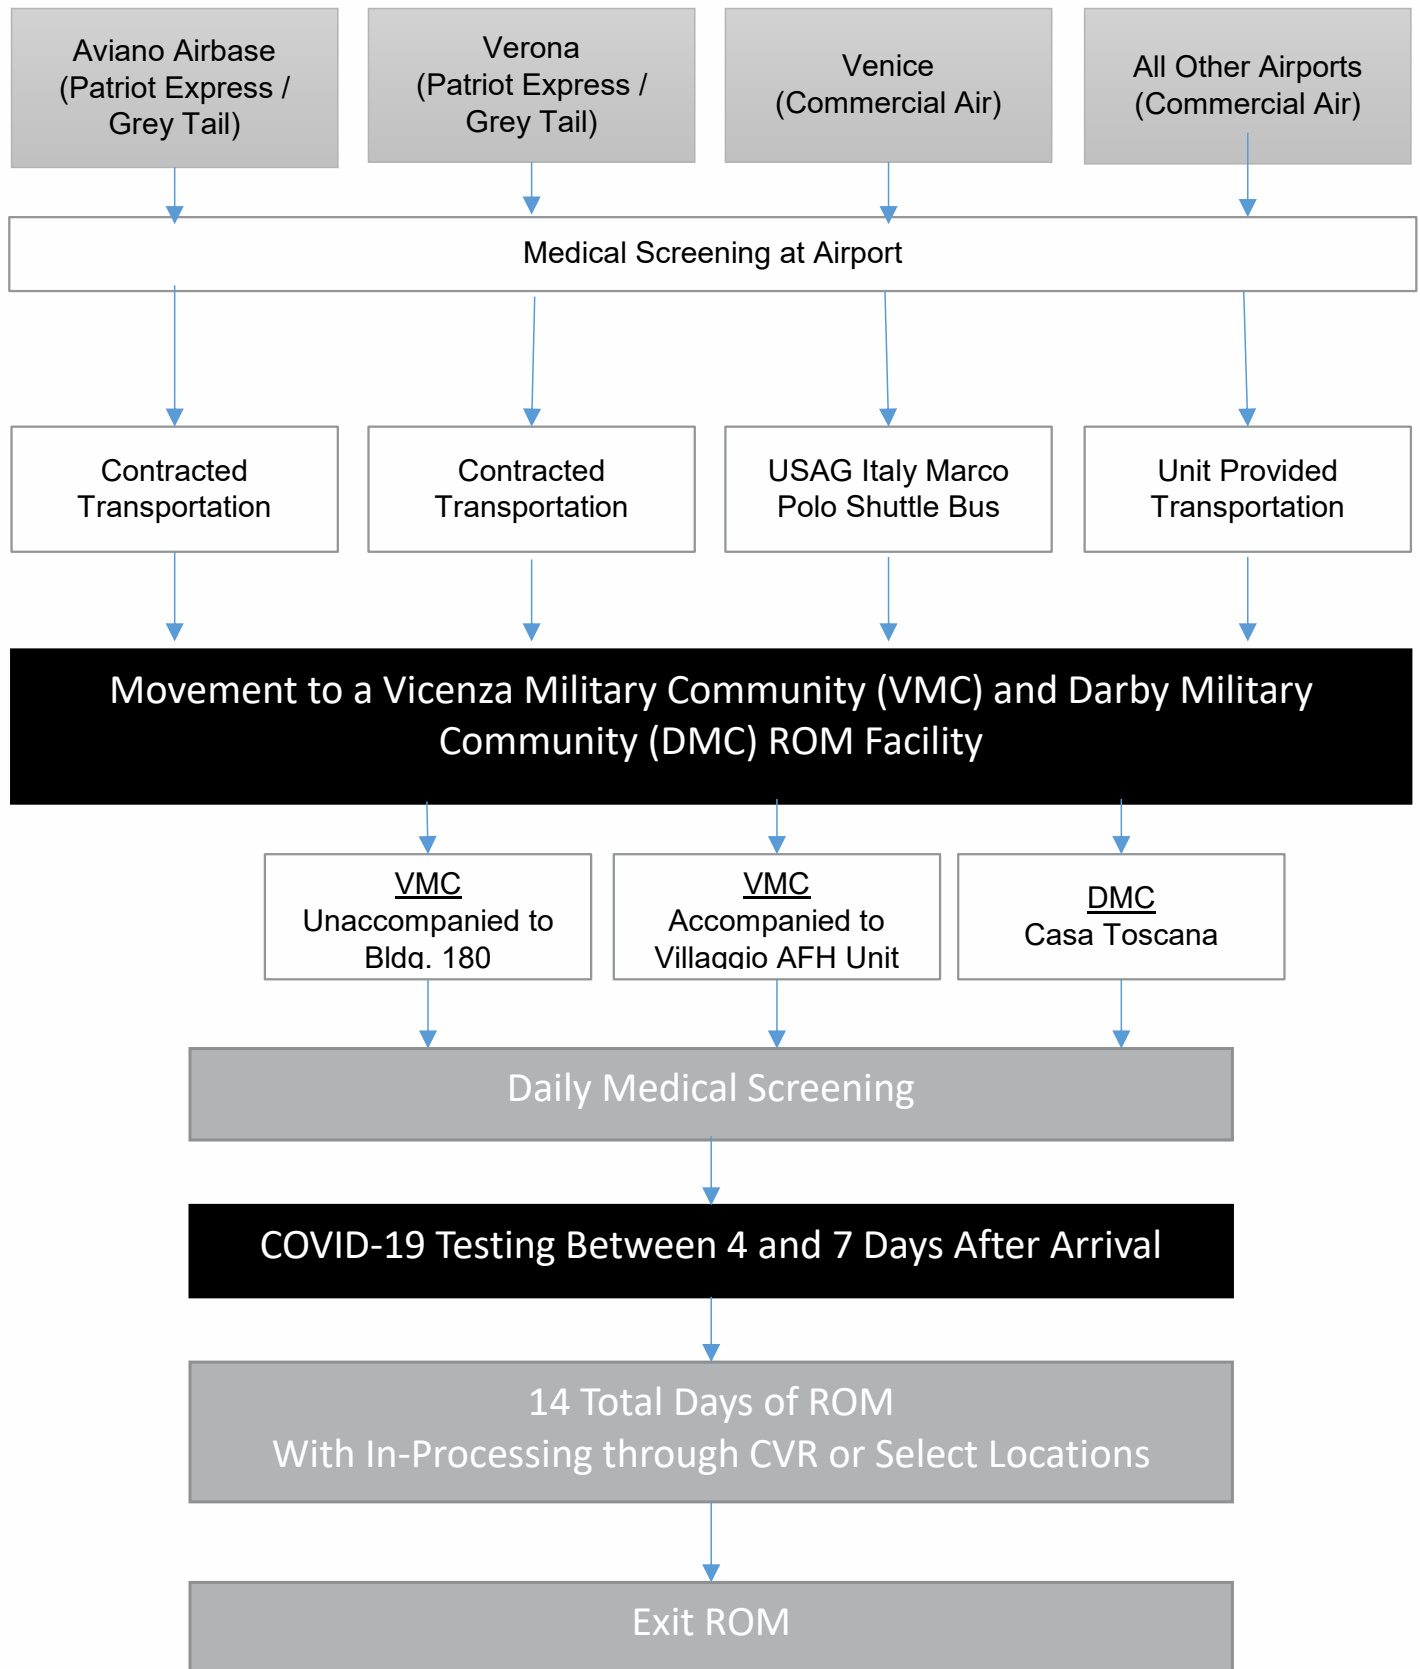 Aviano Airbase
(Patriot Express /
Grey Tail)
Verona
(Patriot Express /
Grey Tail)
Venice
(Commercial Air)
All Other Airports
(Commercial Air)
Medical Screening at Airport
Contracted
Transportation
Contracted
Transportation
USAG Italy Marco
Polo Shuttle Bus
Unit Provided
Transportation
Movement to a Vicenza Military Community (VMC) and Darby Military
Community (DMC) ROM Facility
VMC
Unaccompanied to
Bldg. 180
VMC
Accompanied to
Villaggio AFH Unit
DMC
Casa Toscana
Daily Medical Screening
COVID-19 Testing Between 4 and 7 Days After Arrival
14 Total Days of ROM
With In-Processing through CVR or Select Locations
Exit ROM